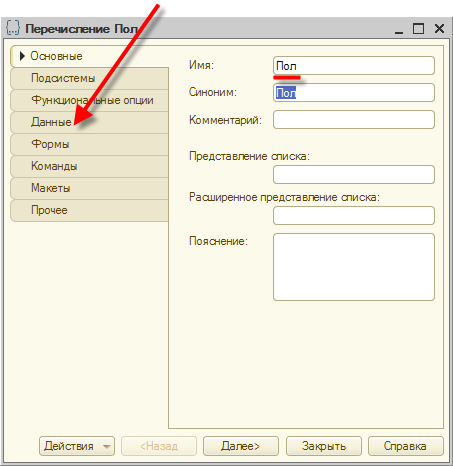 Перечисление Пол
Основные
Подсистемы
Функциональные опции
Данные
Формы
Команды
Макеты
Прочее
Имя: Пол
Синоним: Пол
Комментарий:
Представление списка:
Расширенное представление списка:
Пояснение:
Действия <Назад Далее> Закрыть Справка